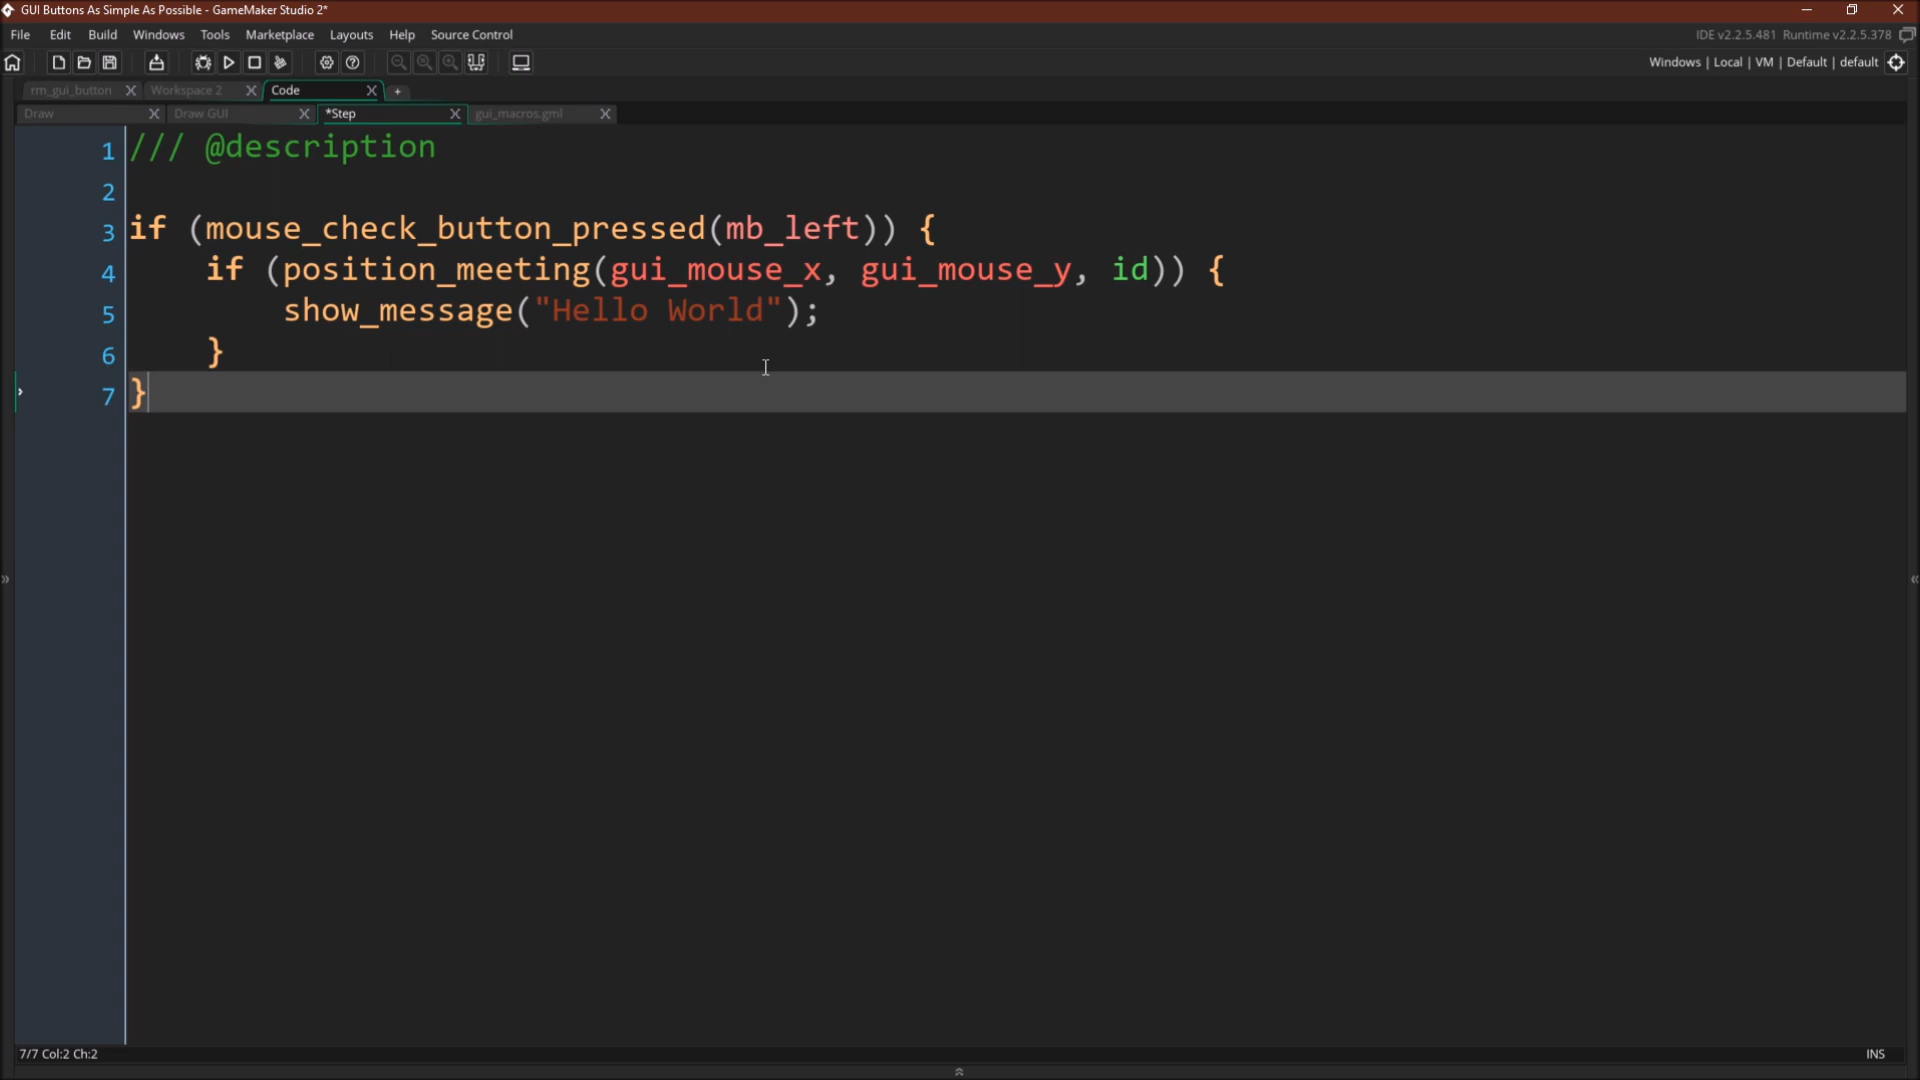 GUI Buttons As Simple As Possible - GameMaker Studio 2*
File Edit Build Windows Tools Marketplace Layouts Help Source Control
IDE v2.2.5.481 Runtime v2.2.5.378
Windows | Local | VM | Default | default
rm_gui_button Workspace 2 Code +
Draw Draw GUI *Step gui_macros.gml
1 /// @description
2
3 if (mouse_check_button_pressed(mb_left)) {
4 if (position_meeting(gui_mouse_x, gui_mouse_y, id)) {
5 show_message("Hello World");
6 }
7 }
7/7 Col:2 Ch:2
INS